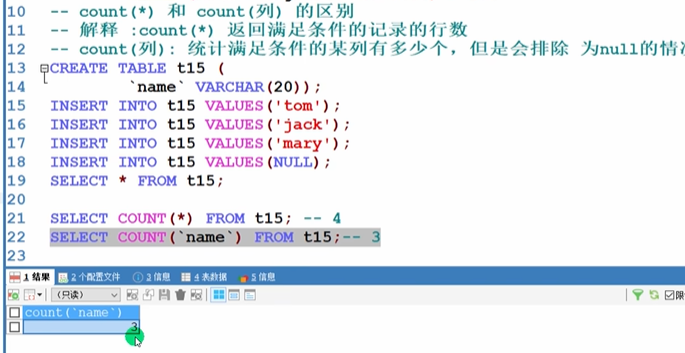 10 -- count(*) 和 count(列) 的区别
11 -- 解释 :count(*) 返回满足条件的记录的行数
12 -- count(列): 统计满足条件的某列有多少个，但是会排除 为null的情
13 CREATE TABLE t15 (
14 `name` VARCHAR(20));
15 INSERT INTO t15 VALUES('tom');
16 INSERT INTO t15 VALUES('jack');
17 INSERT INTO t15 VALUES('mary');
18 INSERT INTO t15 VALUES(NULL);
19 SELECT * FROM t15;
20
21 SELECT COUNT(*) FROM t15; -- 4
22 SELECT COUNT(`name`) FROM t15;-- 3
23
1 结果 2 个配置文件 3 信息 4 表数据 5 信息
（只读） 限
count(`name`)
3